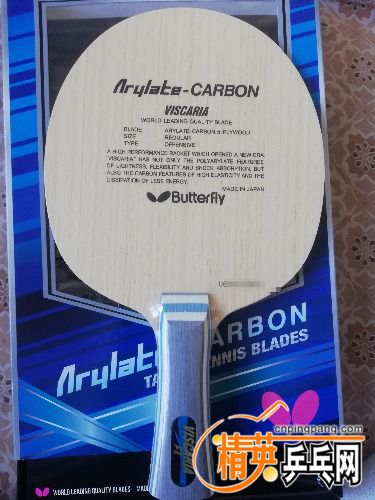 Arylate-CARBON
VISCARIA
WORLD LEADING QUALITY BLADE
BLADE ARYLATE-CARBON 5-PLYWOOD
SIZE REGULAR
TYPE OFFENSIVE
A HIGH PERFORMANCE RACKET WHICH OPENED A NEW ERA.
"VISCARIA" HAS NOT ONLY THE POLYARYLATE FEATURES
OF LIGHTNESS, FLEXIBILITY AND SHOCK ABSORPTION, BUT
ALSO THE CARBON FEATURES OF HIGH ELASTICITY AND THE
DISSIPATION OF LESS ENERGY.
MADE IN JAPAN
Butterfly
CARBON
Arylate
TA
ENNIS BLADES
VISCARIA
WORLD LEADING QUALITY BLADES
cnpingpang.com
精英乒乓网